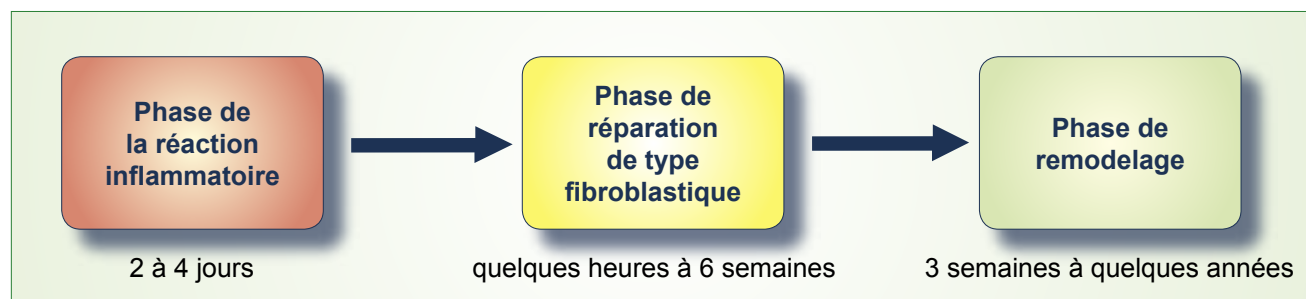 Phase de
la réaction
inflammatoire
Phase de
réparation
de type
fibroblastique
Phase de
remodelage
2 à 4 jours
quelques heures à 6 semaines
3 semaines à quelques années